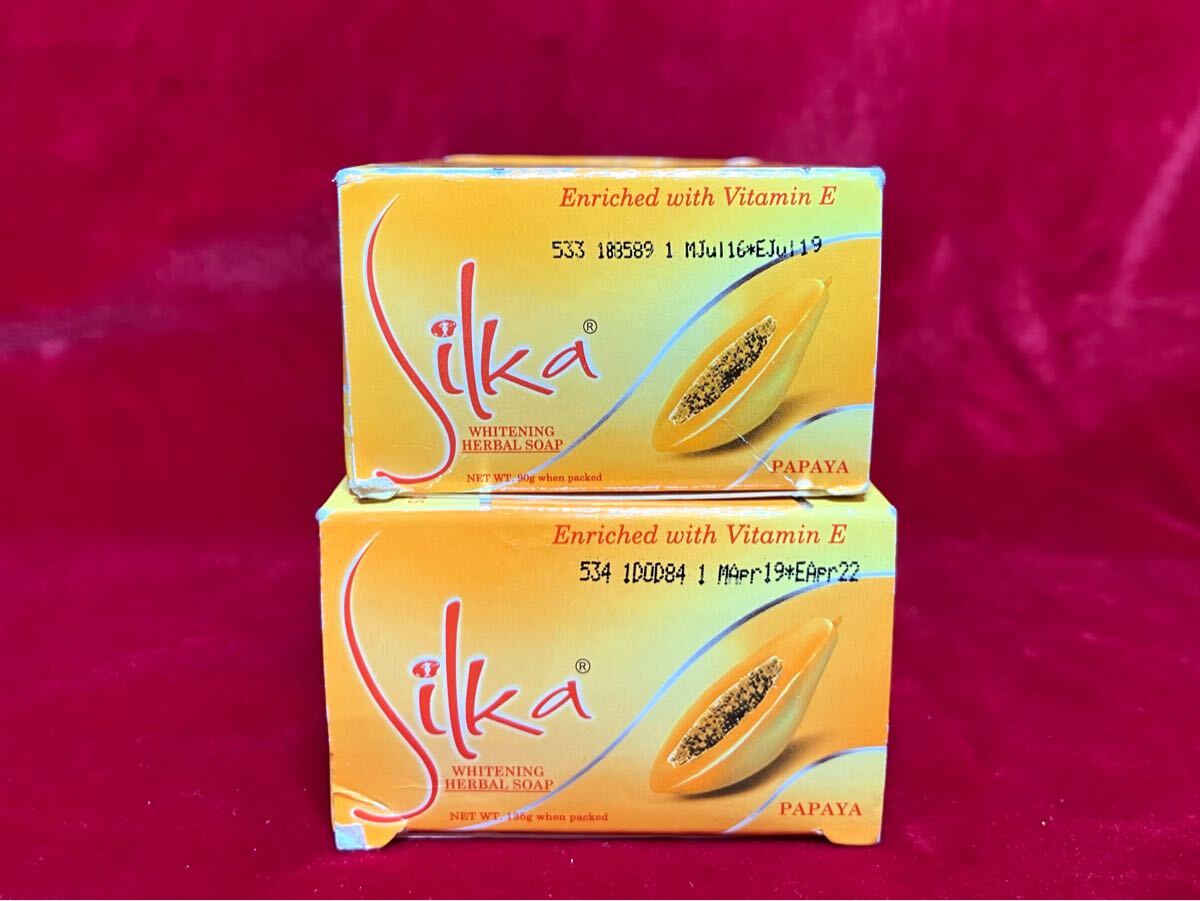 Enriched with Vitamin E
533 183589 1 MJul16*EJul19
Silka®
WHITENING
HERBAL SOAP
NET WT. 90g when packed
PAPAYA
Enriched with Vitamin E
534 1D0D84 1 MApr19*EApr22
Silka®
WHITENING
HERBAL SOAP
NET WT. 135g when packed
PAPAYA